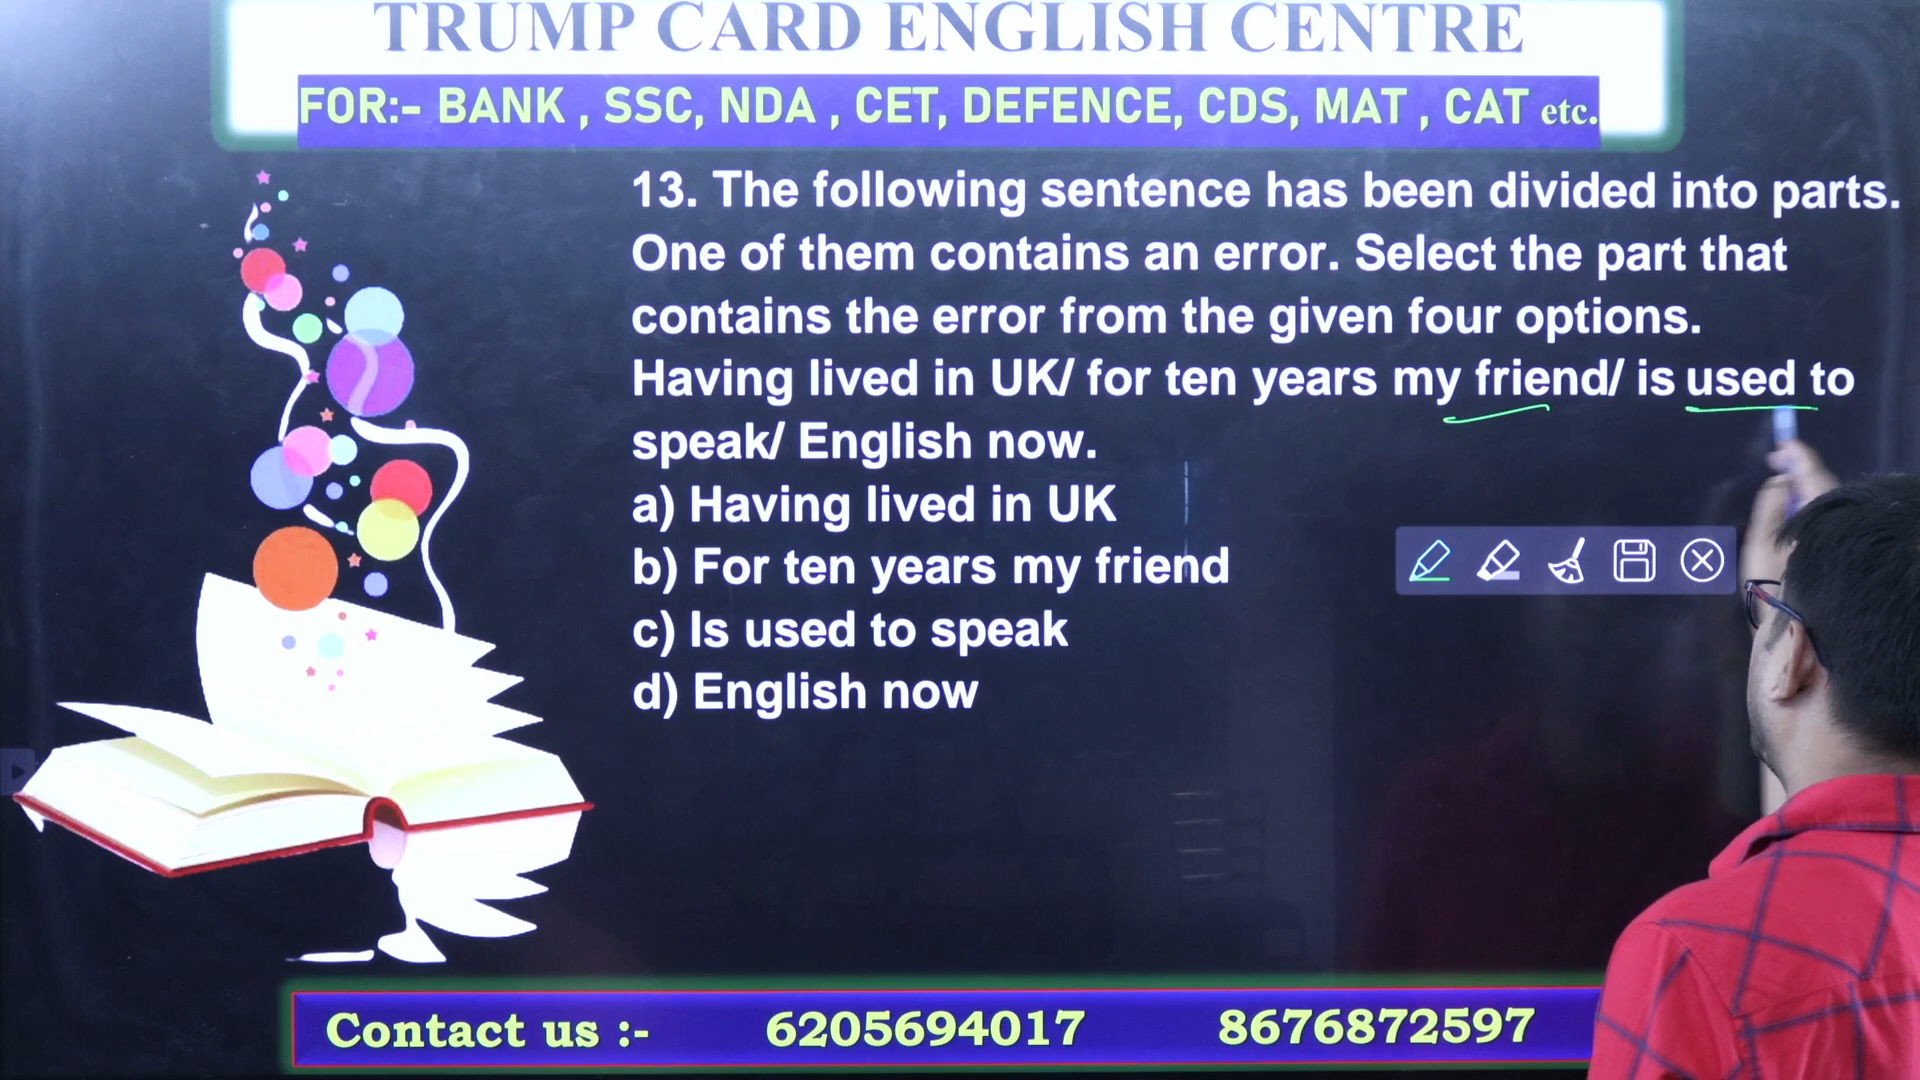 TRUMP CARD ENGLISH CENTRE
FOR:- BANK , SSC, NDA , CET, DEFENCE, CDS, MAT , CAT etc.
13. The following sentence has been divided into parts.
One of them contains an error. Select the part that
contains the error from the given four options.
Having lived in UK/ for ten years my friend/ is used to
speak/ English now.
a) Having lived in UK
b) For ten years my friend
c) Is used to speak
d) English now
Contact us :- 6205694017 8676872597